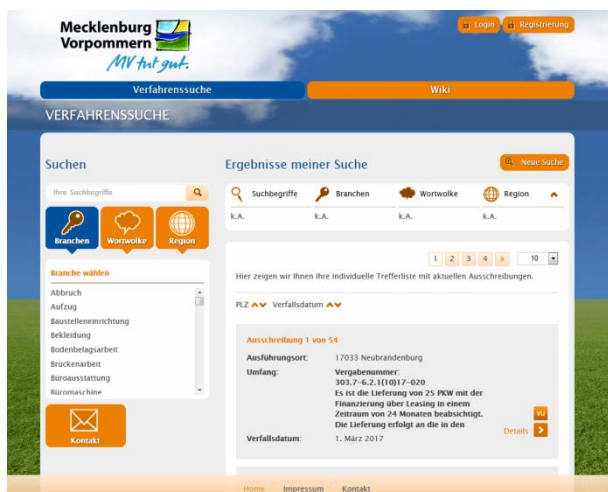 Mecklenburg
Vorpommern
MV tut gut.
Login
Registrierung
Verfahrenssuche
Wiki
VERFAHRENSSUCHE
Suchen
Ihre Suchbegriffe
Branchen
Wortwolke
Region
Branche wählen
Abbruch
Aufzug
Baustelleneinrichtung
Bekleidung
Bodenbelagsarbeit
Brückenarbeit
Büroausstattung
Büromaschine
Kontakt
Ergebnisse meiner Suche
Neue Suche
Suchbegriffe Branchen Wortwolke Region
k.A. k.A. k.A. k.A.
1 2 3 4 > 10
Hier zeigen wir Ihnen Ihre individuelle Trefferliste mit aktuellen Ausschreibungen.
PLZ Verfallsdatum
Ausschreibung 1 von 54
Ausführungsort: 17033 Neubrandenburg
Umfang: Vergabenummer:
303.7-6.2.1(10)17-020
Es ist die Lieferung von 25 PKW mit der
Finanzierung über Leasing in einem
Zeitraum von 24 Monaten beabsichtigt.
Die Lieferung erfolgt an die in den
VU
Details
Verfallsdatum: 1. März 2017
Home Impressum Kontakt